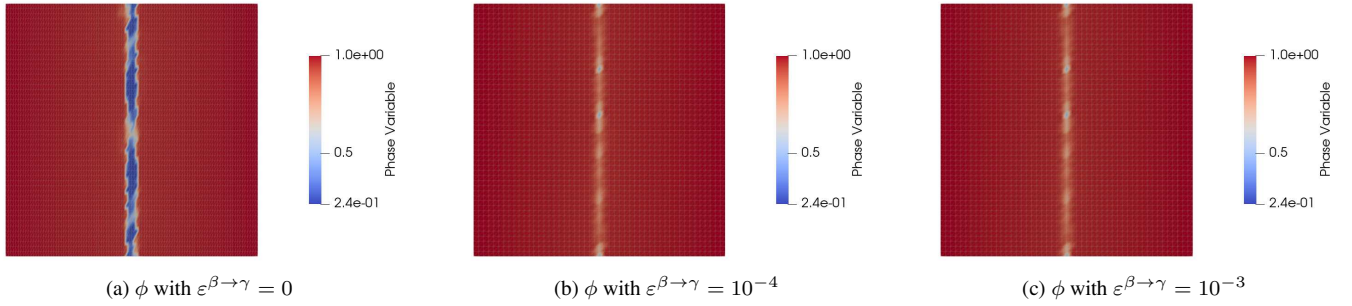 1.0e+00
0.5
2.4e-01
Phase Variable
1.0e+00
0.5
2.4e-01
Phase Variable
1.0e+00
0.5
2.4e-01
Phase Variable
(a) ϕ with ε^{β→γ} = 0
(b) ϕ with ε^{β→γ} = 10⁻⁴
(c) ϕ with ε^{β→γ} = 10⁻³